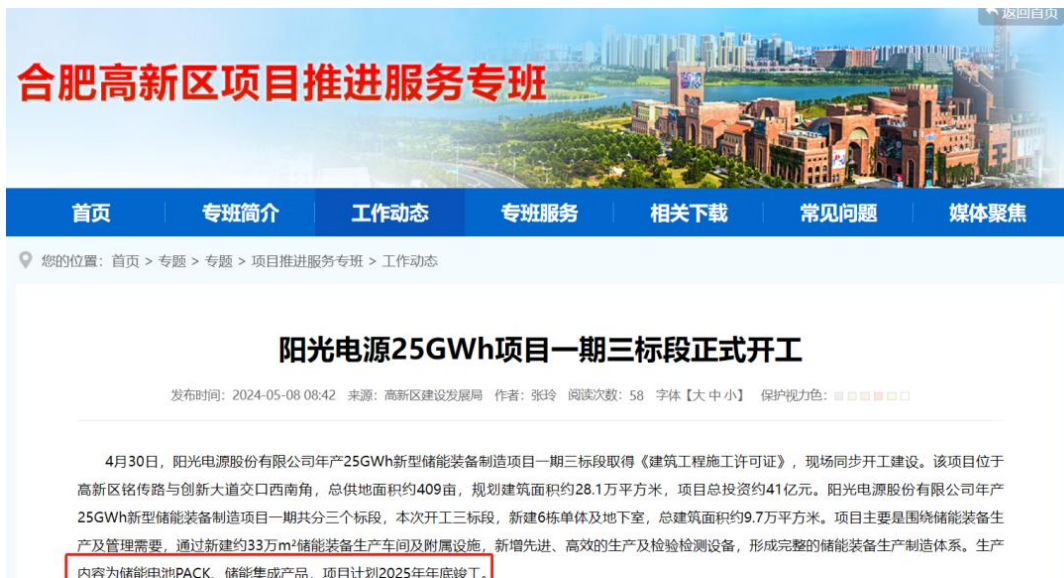 返回首页
合肥高新区项目推进服务专班
首页 专班简介 工作动态 专班服务 相关下载 常见问题 媒体聚焦
您的位置：首页 > 专题 > 专题 > 项目推进服务专班 > 工作动态
阳光电源25GWh项目一期三标段正式开工
发布时间：2024-05-08 08:42 来源：高新区建设发展局 作者：张玲 阅读次数：58 字体【大 中 小】 保护视力色：
4月30日，阳光电源股份有限公司年产25GWh新型储能装备制造项目一期三标段取得《建筑工程施工许可证》，现场同步开工建设。该项目位于
高新区铭传路与创新大道交口西南角，总供地面积约409亩，规划建筑面积约28.1万平方米，项目总投资约41亿元。阳光电源股份有限公司年产
25GWh新型储能装备制造项目一期共分三个标段，本次开工三标段，新建6栋单体及地下室，总建筑面积约9.7万平方米。项目主要是围绕储能装备生
产及管理需要，通过新建约33万m²储能装备生产车间及附属设施，新增先进、高效的生产及检验检测设备，形成完整的储能装备生产制造体系。生产
内容为储能电池PACK、储能集成产品，项目计划2025年年底竣工。